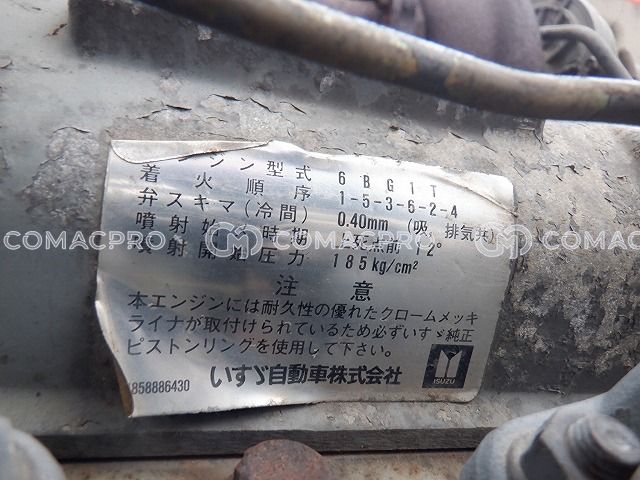 ジン型式 6BG1T
着火順序 1-5-3-6-2-4
弁スキマ(冷間) 0.40mm (吸,排気共)
噴射始め時期 上死点前 12°
噴射開始圧力 185kg/cm²
注意
本エンジンには耐久性の優れたクロームメッキ
ライナが取付けられているため必ずいすゞ純正
ピストンリングを使用して下さい。
1858886430 いすゞ自動車株式会社 ISUZU
COMACPRO COMACPRO COMACPRO